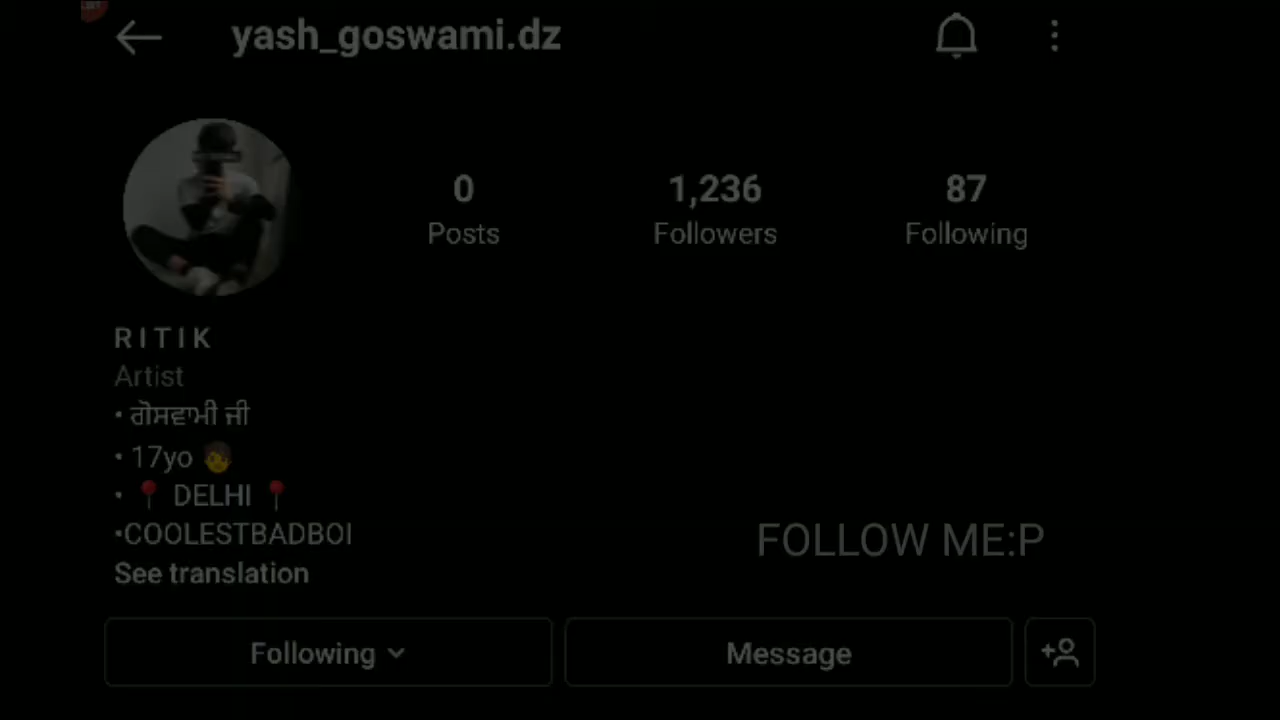 yash_goswami.dz
0
1,236
87
Posts
Followers
Following
R I T I K
Artist
• ਗੋਸਵਾਮੀ ਜੀ
• 17yo 🧒
• 📍 DELHI 📍
•COOLESTBADBOI
FOLLOW ME:P
See translation
Following
Message